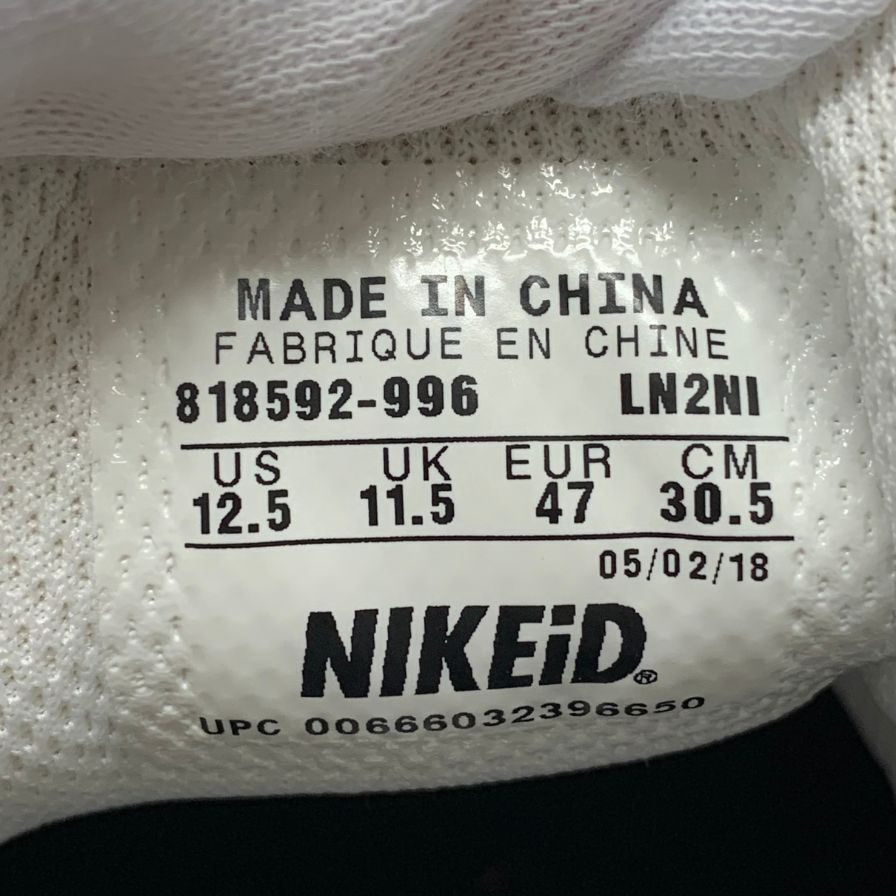 MADE IN CHINA
FABRIQUE EN CHINE
818592-996 LN2NI
US UK EUR CM
12.5 11.5 47 30.5
05/02/18
NIKEiD®
UPC 00666032396650